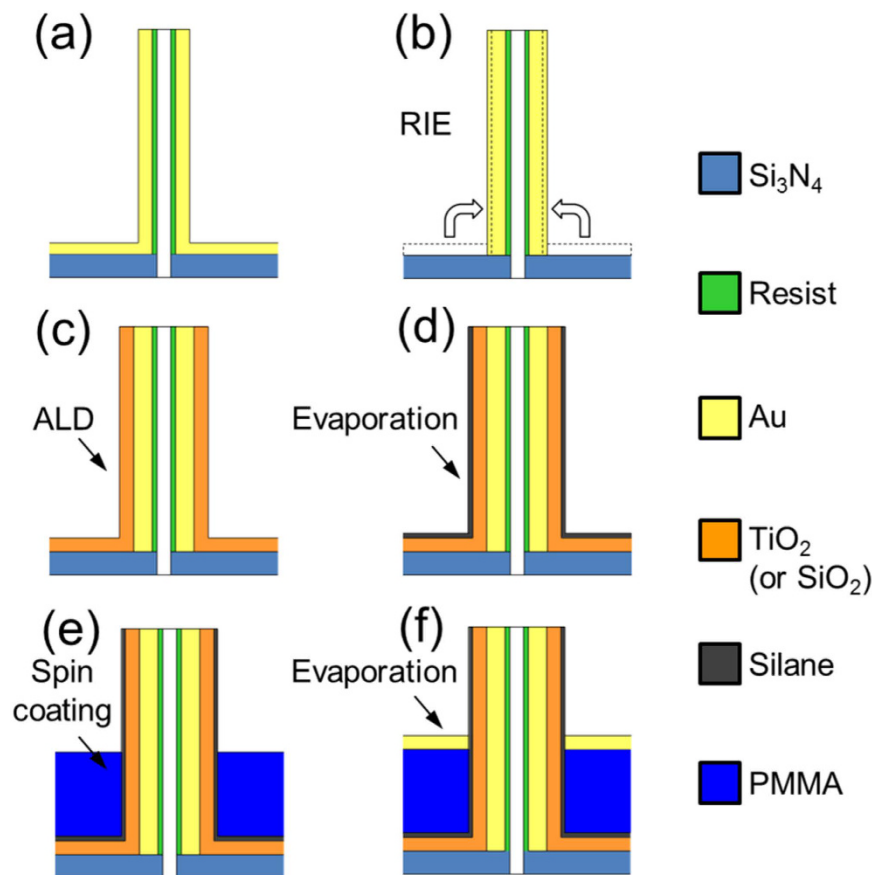 (a)
(b)
RIE
(c)
ALD
(d)
Evaporation
(e)
Spin
coating
(f)
Evaporation
Si₃N₄
Resist
Au
TiO₂
(or SiO₂)
Silane
PMMA